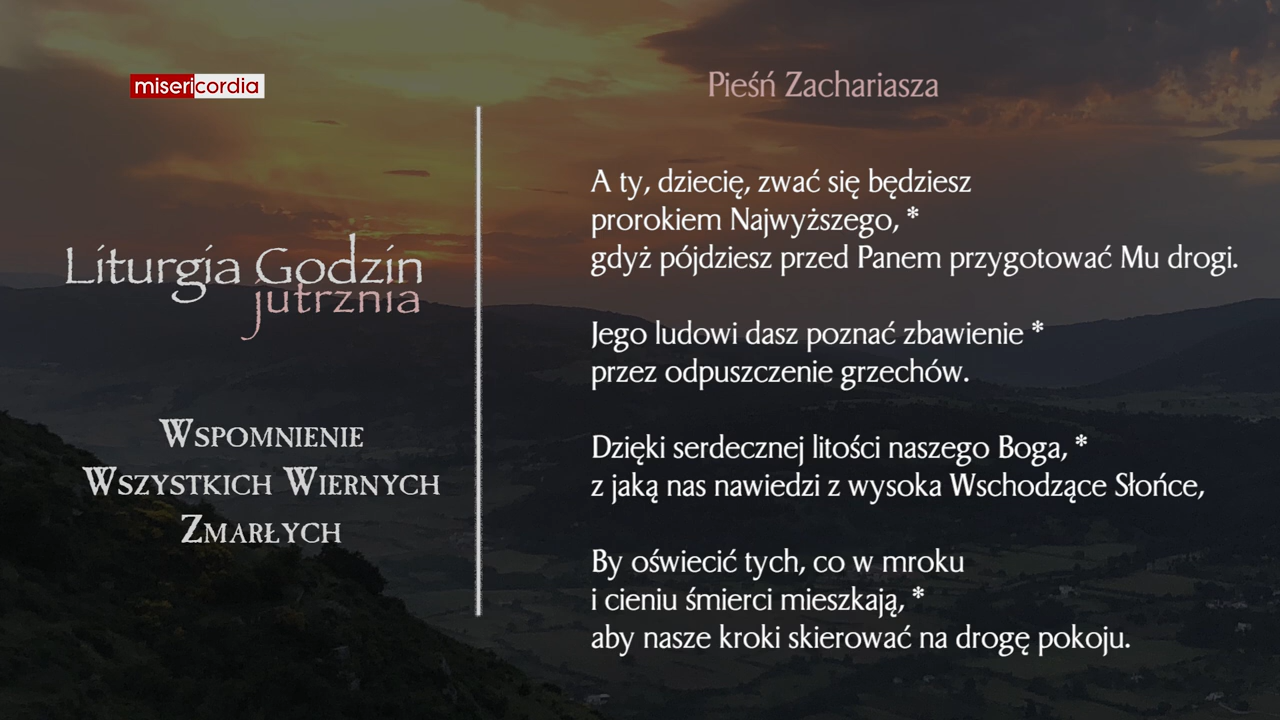 misericordia
Liturgia Godzin
jutrznia
Wspomnienie
Wszystkich Wiernych
Zmarłych
Pieśń Zachariasza
A ty, dziecię, zwać się będziesz
prorokiem Najwyższego, *
gdyż pójdziesz przed Panem przygotować Mu drogi.
Jego ludowi dasz poznać zbawienie *
przez odpuszczenie grzechów.
Dzięki serdecznej litości naszego Boga, *
z jaką nas nawiedzi z wysoka Wschodzące Słońce,
By oświecić tych, co w mroku
i cieniu śmierci mieszkają, *
aby nasze kroki skierować na drogę pokoju.